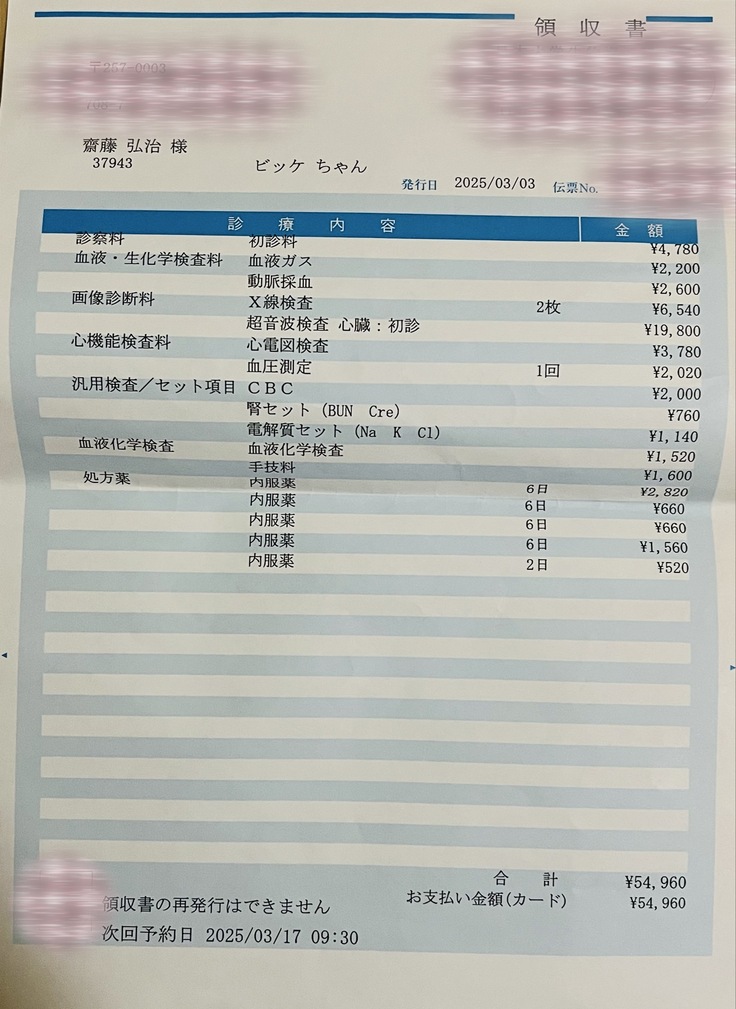 領収書
〒257-0003
齋藤 弘治 様
37943
ビッケ ちゃん
発行日 2025/03/03 伝票No.
診療内容 金額
診察料 初診料 ¥4,780
血液・生化学検査料 血液ガス ¥2,200
動脈採血 ¥2,600
画像診断料 X線検査 2枚 ¥6,540
超音波検査 心臓:初診 ¥19,800
心機能検査料 心電図検査 ¥3,780
血圧測定 1回 ¥2,020
汎用検査/セット項目 CBC ¥2,000
腎セット (BUN Cre) ¥760
電解質セット (Na K Cl) ¥1,140
血液化学検査 血液化学検査 ¥1,520
手技料 ¥1,600
処方薬 内服薬 6日 ¥2,820
内服薬 6日 ¥660
内服薬 6日 ¥660
内服薬 6日 ¥1,560
内服薬 2日 ¥520
合計 ¥54,960
お支払い金額(カード) ¥54,960
領収書の再発行はできません
次回予約日 2025/03/17 09:30